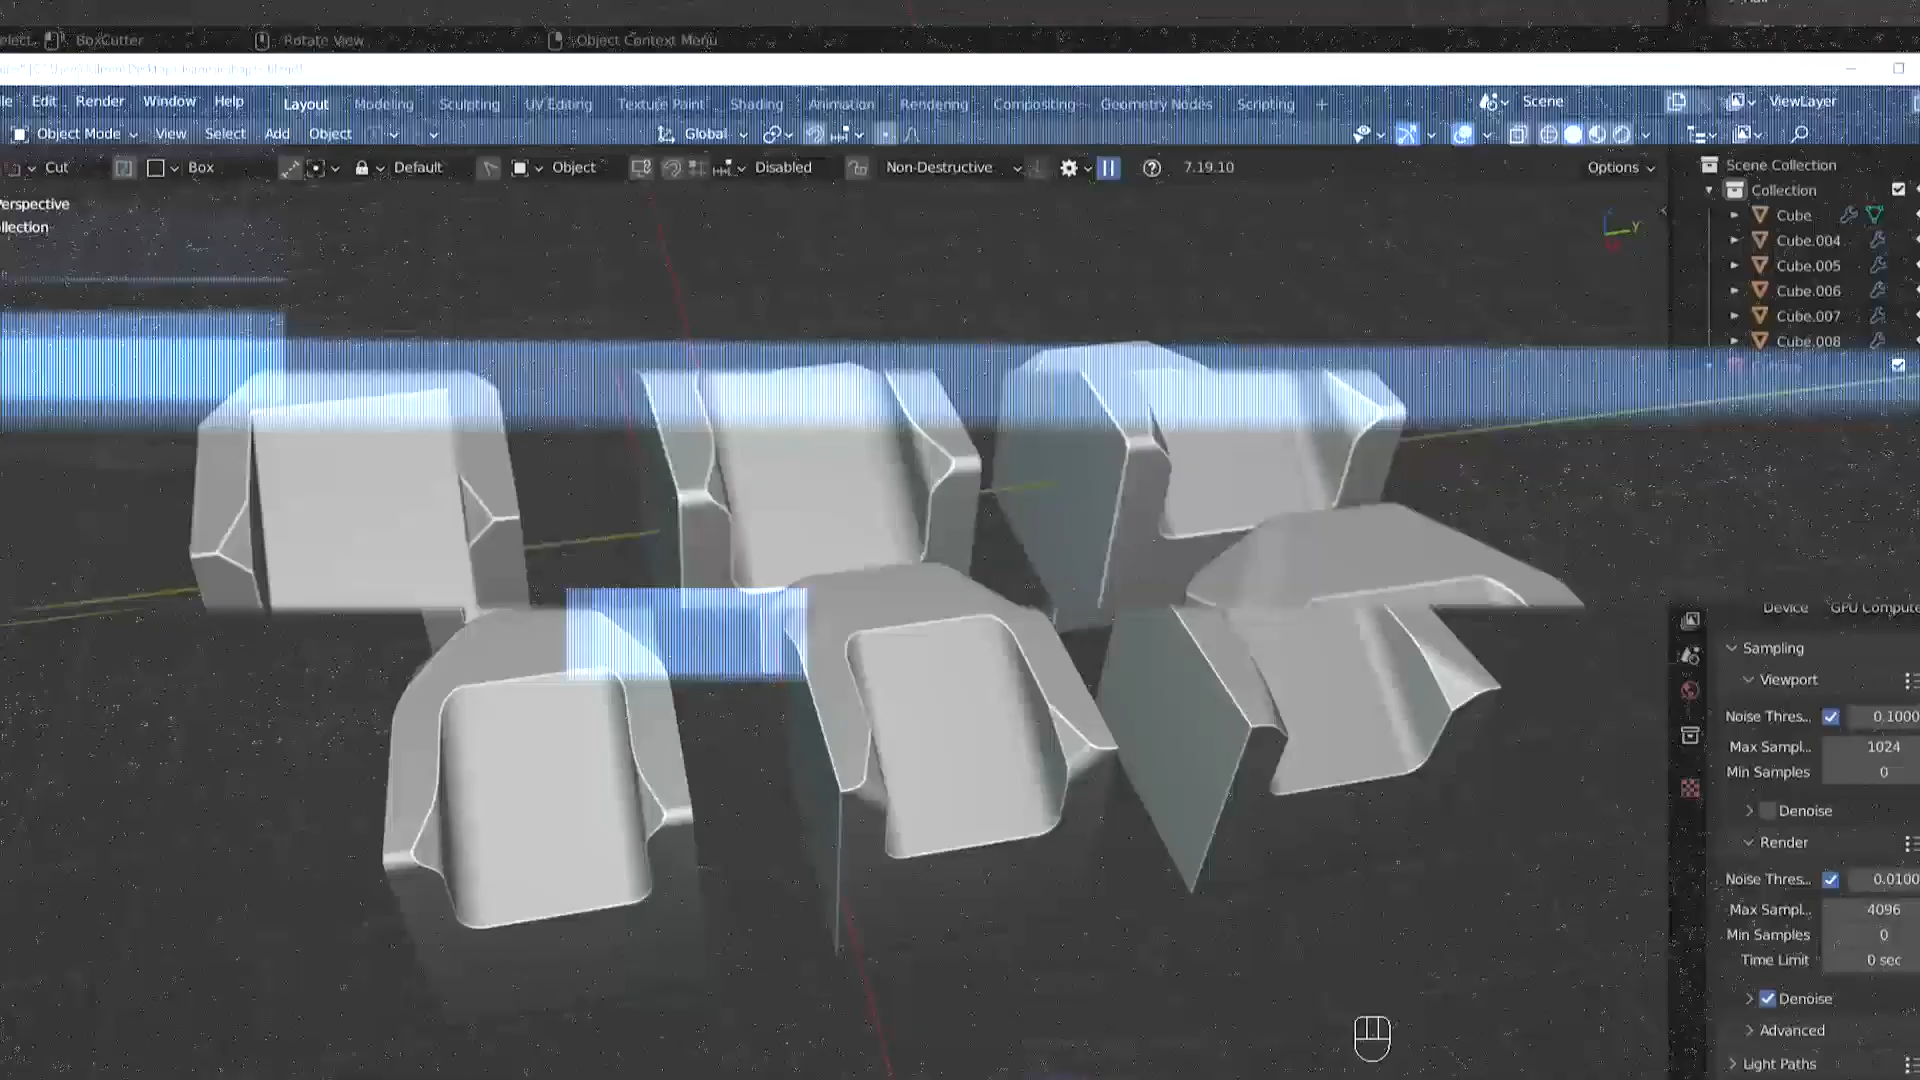 elect BoxCutter Rotate View Object Context Menu
le Edit Render Window Help Layout Modeling Sculpting UV Editing Texture Paint Shading Animation Rendering Compositing Geometry Nodes Scripting + Scene ViewLayer
Object Mode View Select Add Object Global
Cut Box Default Object Disabled Non-Destructive 7.19.10 Options
erspective
llection
Y
Scene Collection
Collection
Cube
Cube.004
Cube.005
Cube.006
Cube.007
Cube.008
Device GPU Compute
Sampling
Viewport
Noise Thres... 0.1000
Max Sampl... 1024
Min Samples 0
Denoise
Render
Noise Thres... 0.0100
Max Sampl... 4096
Min Samples 0
Time Limit 0 sec
Denoise
Advanced
Light Paths